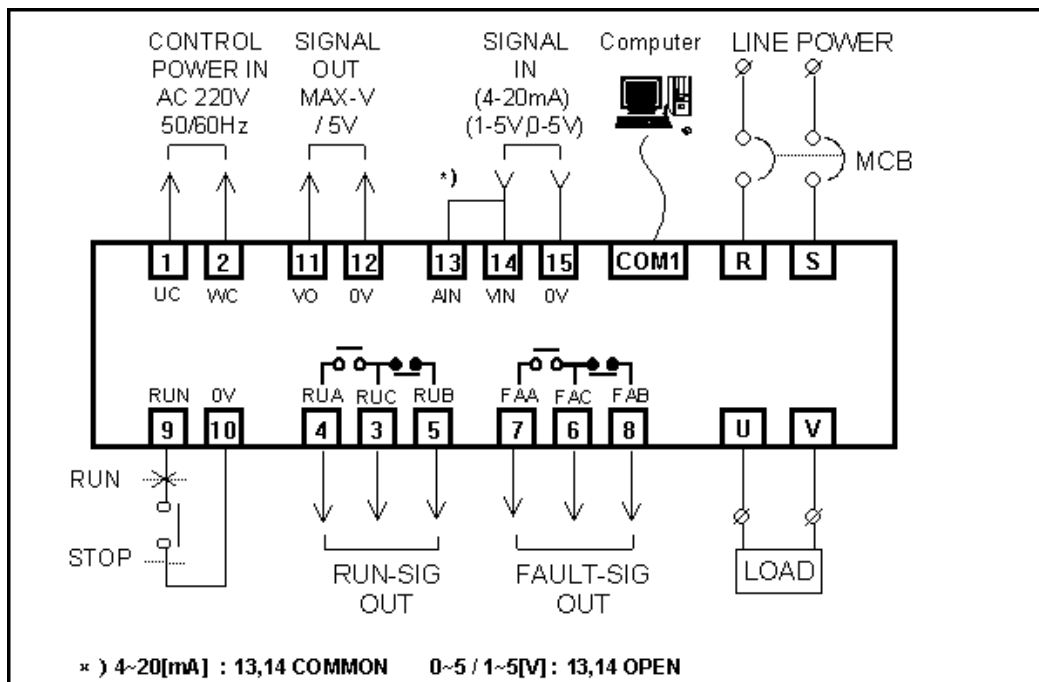 CONTROL POWER IN AC 220V 50/60Hz
SIGNAL OUT MAX-V / 5V
SIGNAL IN (4-20mA) (1-5V,0-5V)
Computer
LINE POWER
MCB
*)
1 2 11 12 13 14 15 COM1 R S
UC WC VO 0V AIN VIN 0V
RUN 0V RUA RUC RUB FAA FAC FAB
9 10 4 3 5 7 6 8 U V
RUN
STOP
RUN-SIG OUT
FAULT-SIG OUT
LOAD
* ) 4~20[mA] : 13,14 COMMON 0~5 / 1~5[V] : 13,14 OPEN